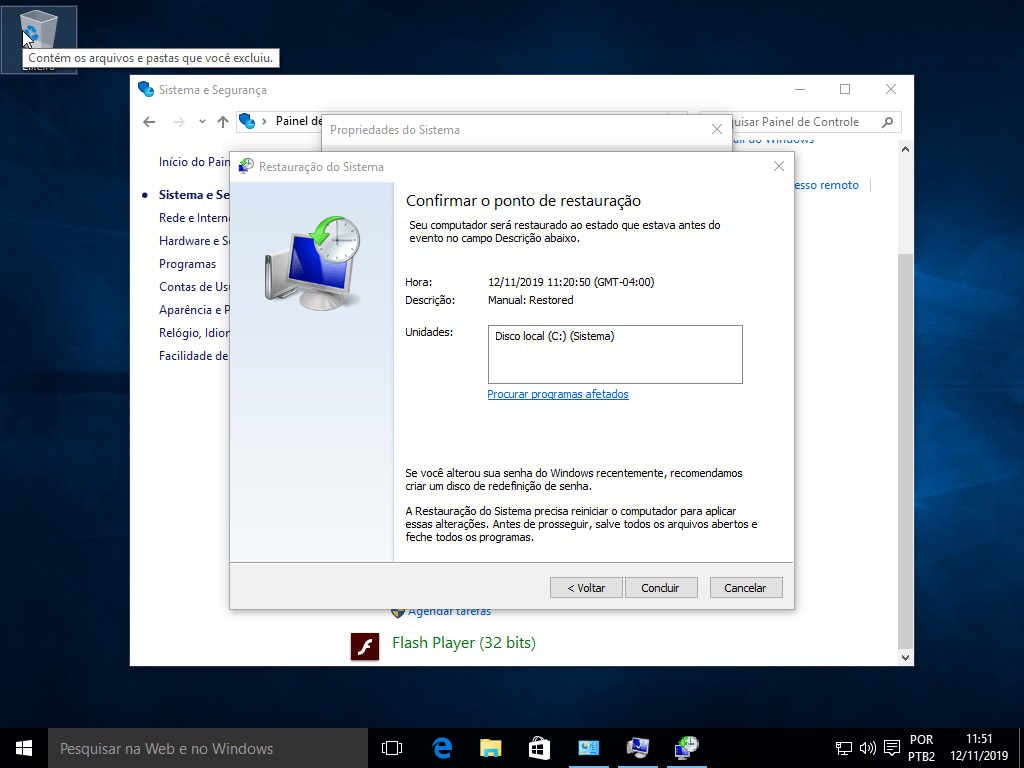 Contém os arquivos e pastas que você excluiu.
Sistema e Segurança
Painel de
uisar Painel de Controle
Propriedades do Sistema
Início do Pain
Sistema e Se
Rede e Interne
Hardware e So
Programas
Contas de Usu
Aparência e P
Relógio, Idiom
Facilidade de
esso remoto
Restauração do Sistema
Confirmar o ponto de restauração
Seu computador será restaurado ao estado que estava antes do
evento no campo Descrição abaixo.
Hora: 12/11/2019 11:20:50 (GMT-04:00)
Descrição: Manual: Restored
Unidades: Disco local (C:) (Sistema)
Procurar programas afetados
Se você alterou sua senha do Windows recentemente, recomendamos
criar um disco de redefinição de senha.
A Restauração do Sistema precisa reiniciar o computador para aplicar
essas alterações. Antes de prosseguir, salve todos os arquivos abertos e
feche todos os programas.
< Voltar Concluir Cancelar
Agendar tarefas
Flash Player (32 bits)
Pesquisar na Web e no Windows
POR
PTB2
11:51
12/11/2019